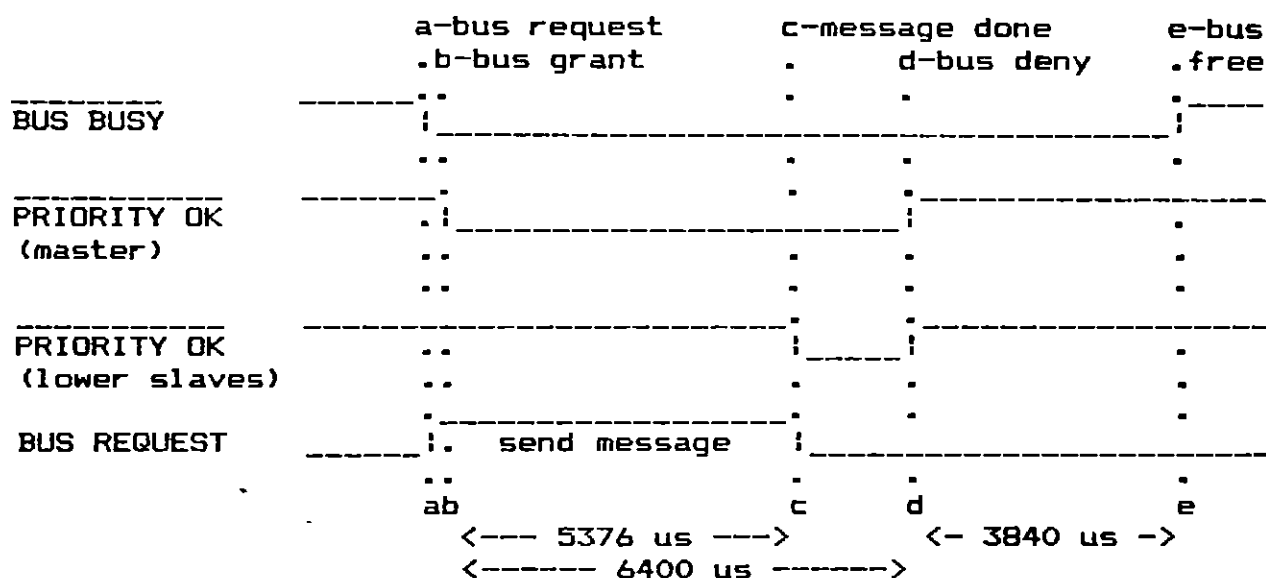 a-bus request c-message done e-bus
b-bus grant d-bus deny free
BUS BUSY
PRIORITY OK
(master)
PRIORITY OK
(lower slaves)
BUS REQUEST send message
ab c d e
<--- 5376 us ---> <- 3840 us ->
<------ 6400 us ------>